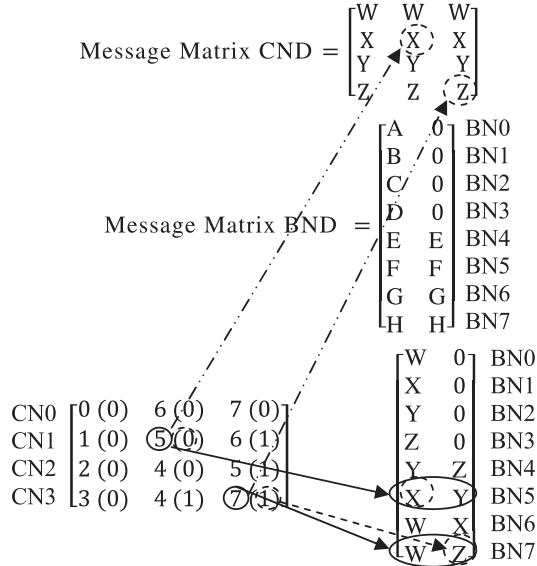 W W W
Message Matrix CND = X X X
Y Y Y
Z Z Z
A 0 BN0
B 0 BN1
C 0 BN2
D 0 BN3
Message Matrix BND =
E E BN4
F F BN5
G G BN6
H H BN7
W 0 BN0
X 0 BN1
Y 0 BN2
Z 0 BN3
Y Z BN4
X Y BN5
W X BN6
W Z BN7
CN0 0 (0) 6 (0) 7 (0)
CN1 1 (0) 5 (0) 6 (1)
CN2 2 (0) 4 (0) 5 (1)
CN3 3 (0) 4 (1) 7 (1)